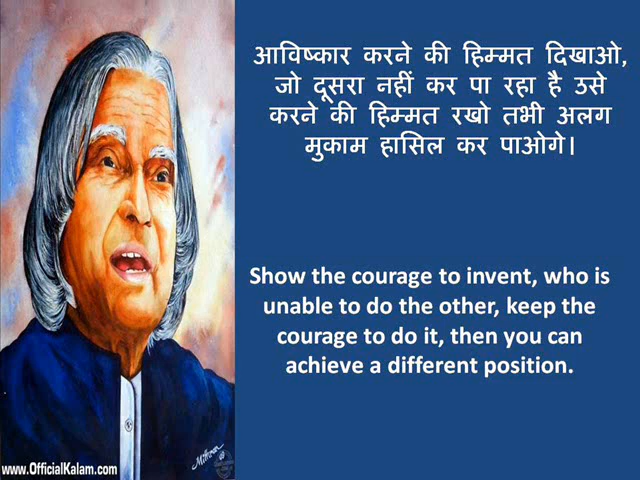 आविष्कार करने की हिम्मत दिखाओ,
जो दूसरा नहीं कर पा रहा है उसे
करने की हिम्मत रखो तभी अलग
मुकाम हासिल कर पाओगे।
Show the courage to invent, who is
unable to do the other, keep the
courage to do it, then you can
achieve a different position.
www.OfficialKalam.com